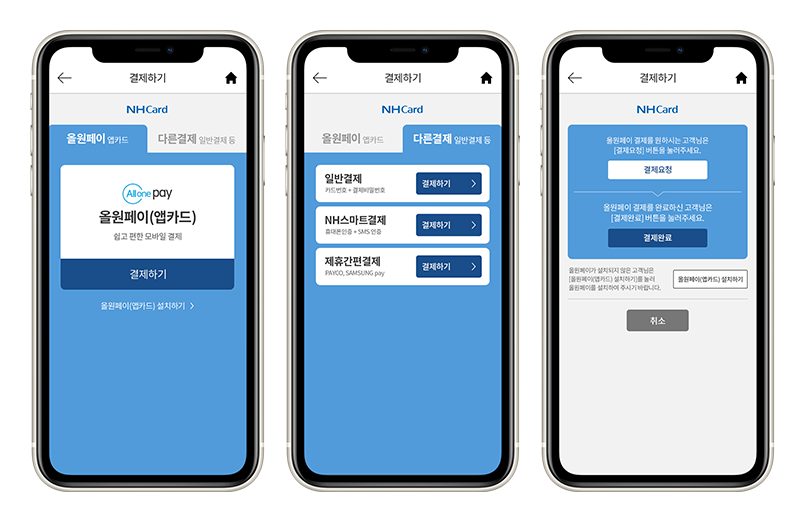 결제하기
NHCard
올원페이 앱카드
다른결제 일반결제 등
All one pay
올원페이(앱카드)
쉽고 편한 모바일 결제
결제하기
올원페이(앱카드) 설치하기 >
결제하기
NHCard
올원페이 앱카드
다른결제 일반결제 등
일반결제
카드번호 + 결제비밀번호
결제하기 >
NH스마트결제
휴대폰인증 + SMS 인증
결제하기 >
제휴간편결제
PAYCO, SAMSUNG pay
결제하기 >
결제하기
NHCard
올원페이 결제를 원하시는 고객님은
[결제요청] 버튼을 눌러주세요.
결제요청
올원페이 결제를 완료하신 고객님은
[결제완료] 버튼을 눌러주세요.
결제완료
올원페이가 설치되지 않은 고객님은
[올원페이(앱카드) 설치하기]를 눌러
올원페이를 설치하여 주시기 바랍니다.
올원페이(앱카드) 설치하기
취소